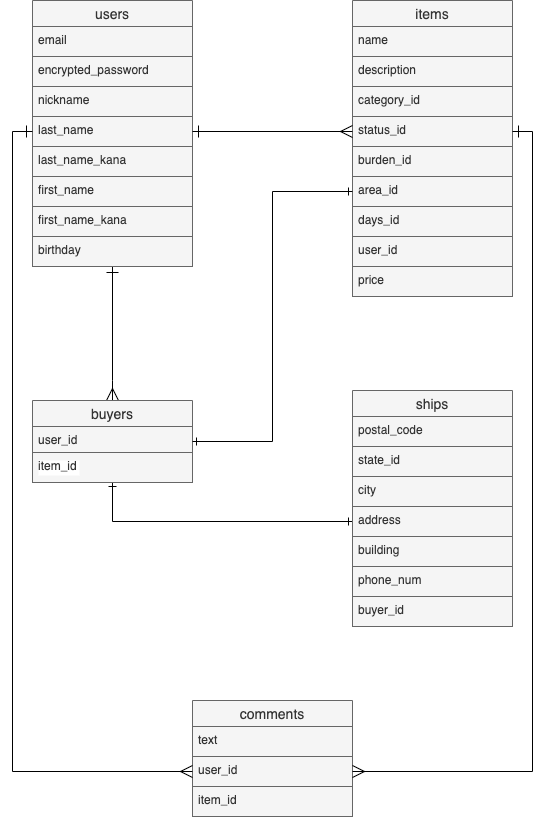 users
email
encrypted_password
nickname
last_name
last_name_kana
first_name
first_name_kana
birthday
items
name
description
category_id
status_id
burden_id
area_id
days_id
user_id
price
buyers
user_id
item_id
ships
postal_code
state_id
city
address
building
phone_num
buyer_id
comments
text
user_id
item_id